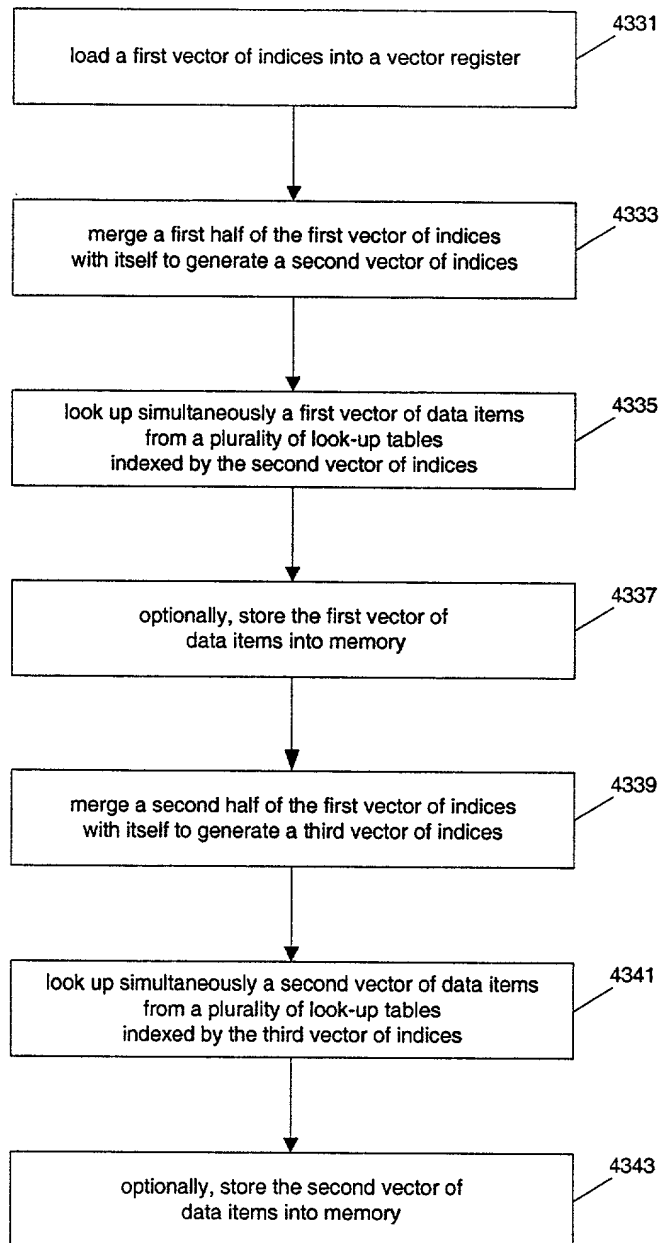 4331
load a first vector of indices into a vector register
4333
merge a first half of the first vector of indices
with itself to generate a second vector of indices
4335
look up simultaneously a first vector of data items
from a plurality of look-up tables
indexed by the second vector of indices
4337
optionally, store the first vector of
data items into memory
4339
merge a second half of the first vector of indices
with itself to generate a third vector of indices
4341
look up simultaneously a second vector of data items
from a plurality of look-up tables
indexed by the third vector of indices
4343
optionally, store the second vector of
data items into memory